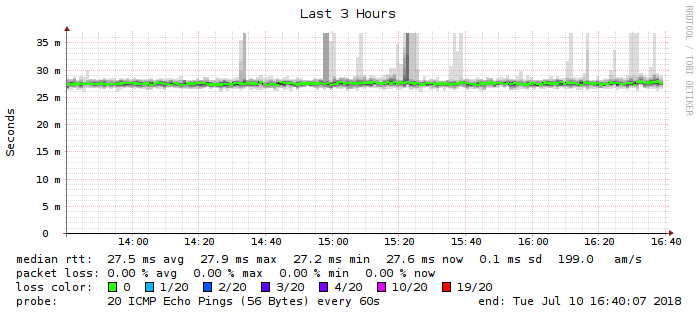 Last 3 Hours
RRDTOOL / TOBI OETIKER
Seconds
35 m
30 m
25 m
20 m
15 m
10 m
5 m
0
14:00 14:20 14:40 15:00 15:20 15:40 16:00 16:20 16:40
median rtt: 27.5 ms avg 27.9 ms max 27.2 ms min 27.6 ms now 0.1 ms sd 199.0 am/s
packet loss: 0.00 % avg 0.00 % max 0.00 % min 0.00 % now
loss color: 0 1/20 2/20 3/20 4/20 10/20 19/20
probe: 20 ICMP Echo Pings (56 Bytes) every 60s end: Tue Jul 10 16:40:07 2018